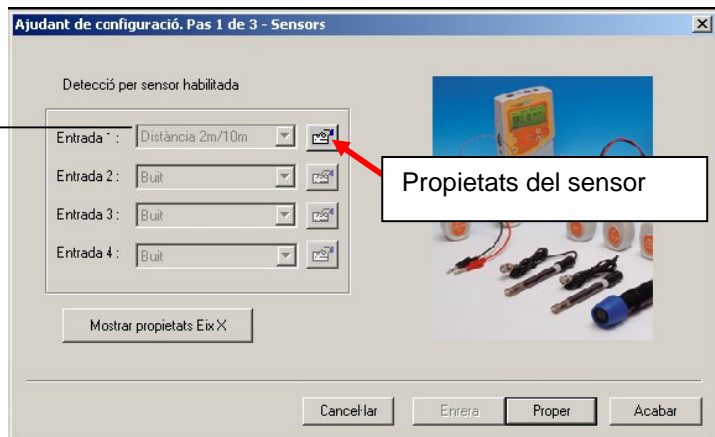 Ajudant de configuració. Pas 1 de 3 - Sensors
Detecció per sensor habilitada
Entrada 1 : Distància 2m/10m
Propietats del sensor
Entrada 2 : Buit
Entrada 3 : Buit
Entrada 4 : Buit
Mostrar propietats Eix X
Cancel·lar Enrera Proper Acabar